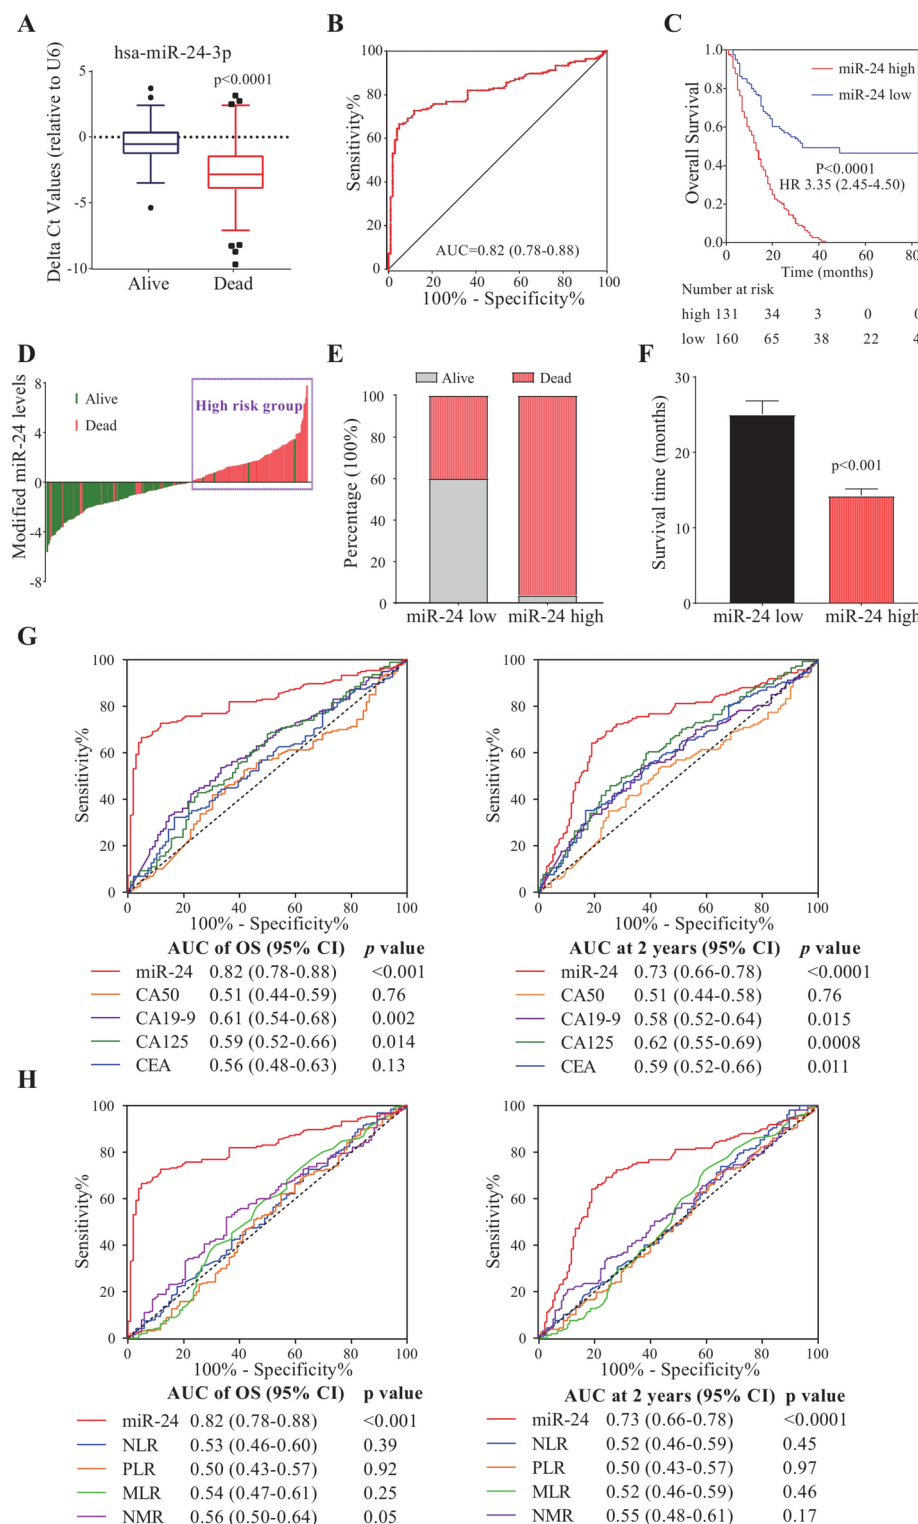 A
hsa-miR-24-3p
p<0.0001
Delta Ct Values (relative to U6)
5
0
-5
-10
Alive Dead
B
Sensitivity%
100
80
60
40
20
0
AUC=0.82 (0.78-0.88)
0 20 40 60 80 100
100% - Specificity%
C
Overall Survival
1.0
0.8
0.6
0.4
0.2
0.0
miR-24 high
miR-24 low
P<0.0001
HR 3.35 (2.45-4.50)
0 20 40 60 80
Time (months)
Number at risk
high 131 34 3 0 0
low 160 65 38 22 4
D
Modified miR-24 levels
8
4
0
-4
-8
Alive
Dead
High risk group
E
Alive Dead
Percentage (100%)
100
80
60
40
20
0
miR-24 low miR-24 high
F
Survival time (months)
30
20
10
0
p<0.001
miR-24 low miR-24 high
G
Sensitivity%
100
80
60
40
20
0
0 20 40 60 80 100
100% - Specificity%
AUC of OS (95% CI) p value
miR-24 0.82 (0.78-0.88) <0.001
CA50 0.51 (0.44-0.59) 0.76
CA19-9 0.61 (0.54-0.68) 0.002
CA125 0.59 (0.52-0.66) 0.014
CEA 0.56 (0.48-0.63) 0.13
Sensitivity%
100
80
60
40
20
0
0 20 40 60 80 100
100% - Specificity%
AUC at 2 years (95% CI) p value
miR-24 0.73 (0.66-0.78) <0.0001
CA50 0.51 (0.44-0.58) 0.76
CA19-9 0.58 (0.52-0.64) 0.015
CA125 0.62 (0.55-0.69) 0.0008
CEA 0.59 (0.52-0.66) 0.011
H
Sensitivity%
100
80
60
40
20
0
0 20 40 60 80 100
100% - Specificity%
AUC of OS (95% CI) p value
miR-24 0.82 (0.78-0.88) <0.001
NLR 0.53 (0.46-0.60) 0.39
PLR 0.50 (0.43-0.57) 0.92
MLR 0.54 (0.47-0.61) 0.25
NMR 0.56 (0.50-0.64) 0.05
Sensitivity%
100
80
60
40
20
0
0 20 40 60 80 100
100% - Specificity%
AUC at 2 years (95% CI) p value
miR-24 0.73 (0.66-0.78) <0.0001
NLR 0.52 (0.46-0.59) 0.45
PLR 0.50 (0.43-0.57) 0.97
MLR 0.52 (0.46-0.59) 0.46
NMR 0.55 (0.48-0.61) 0.17